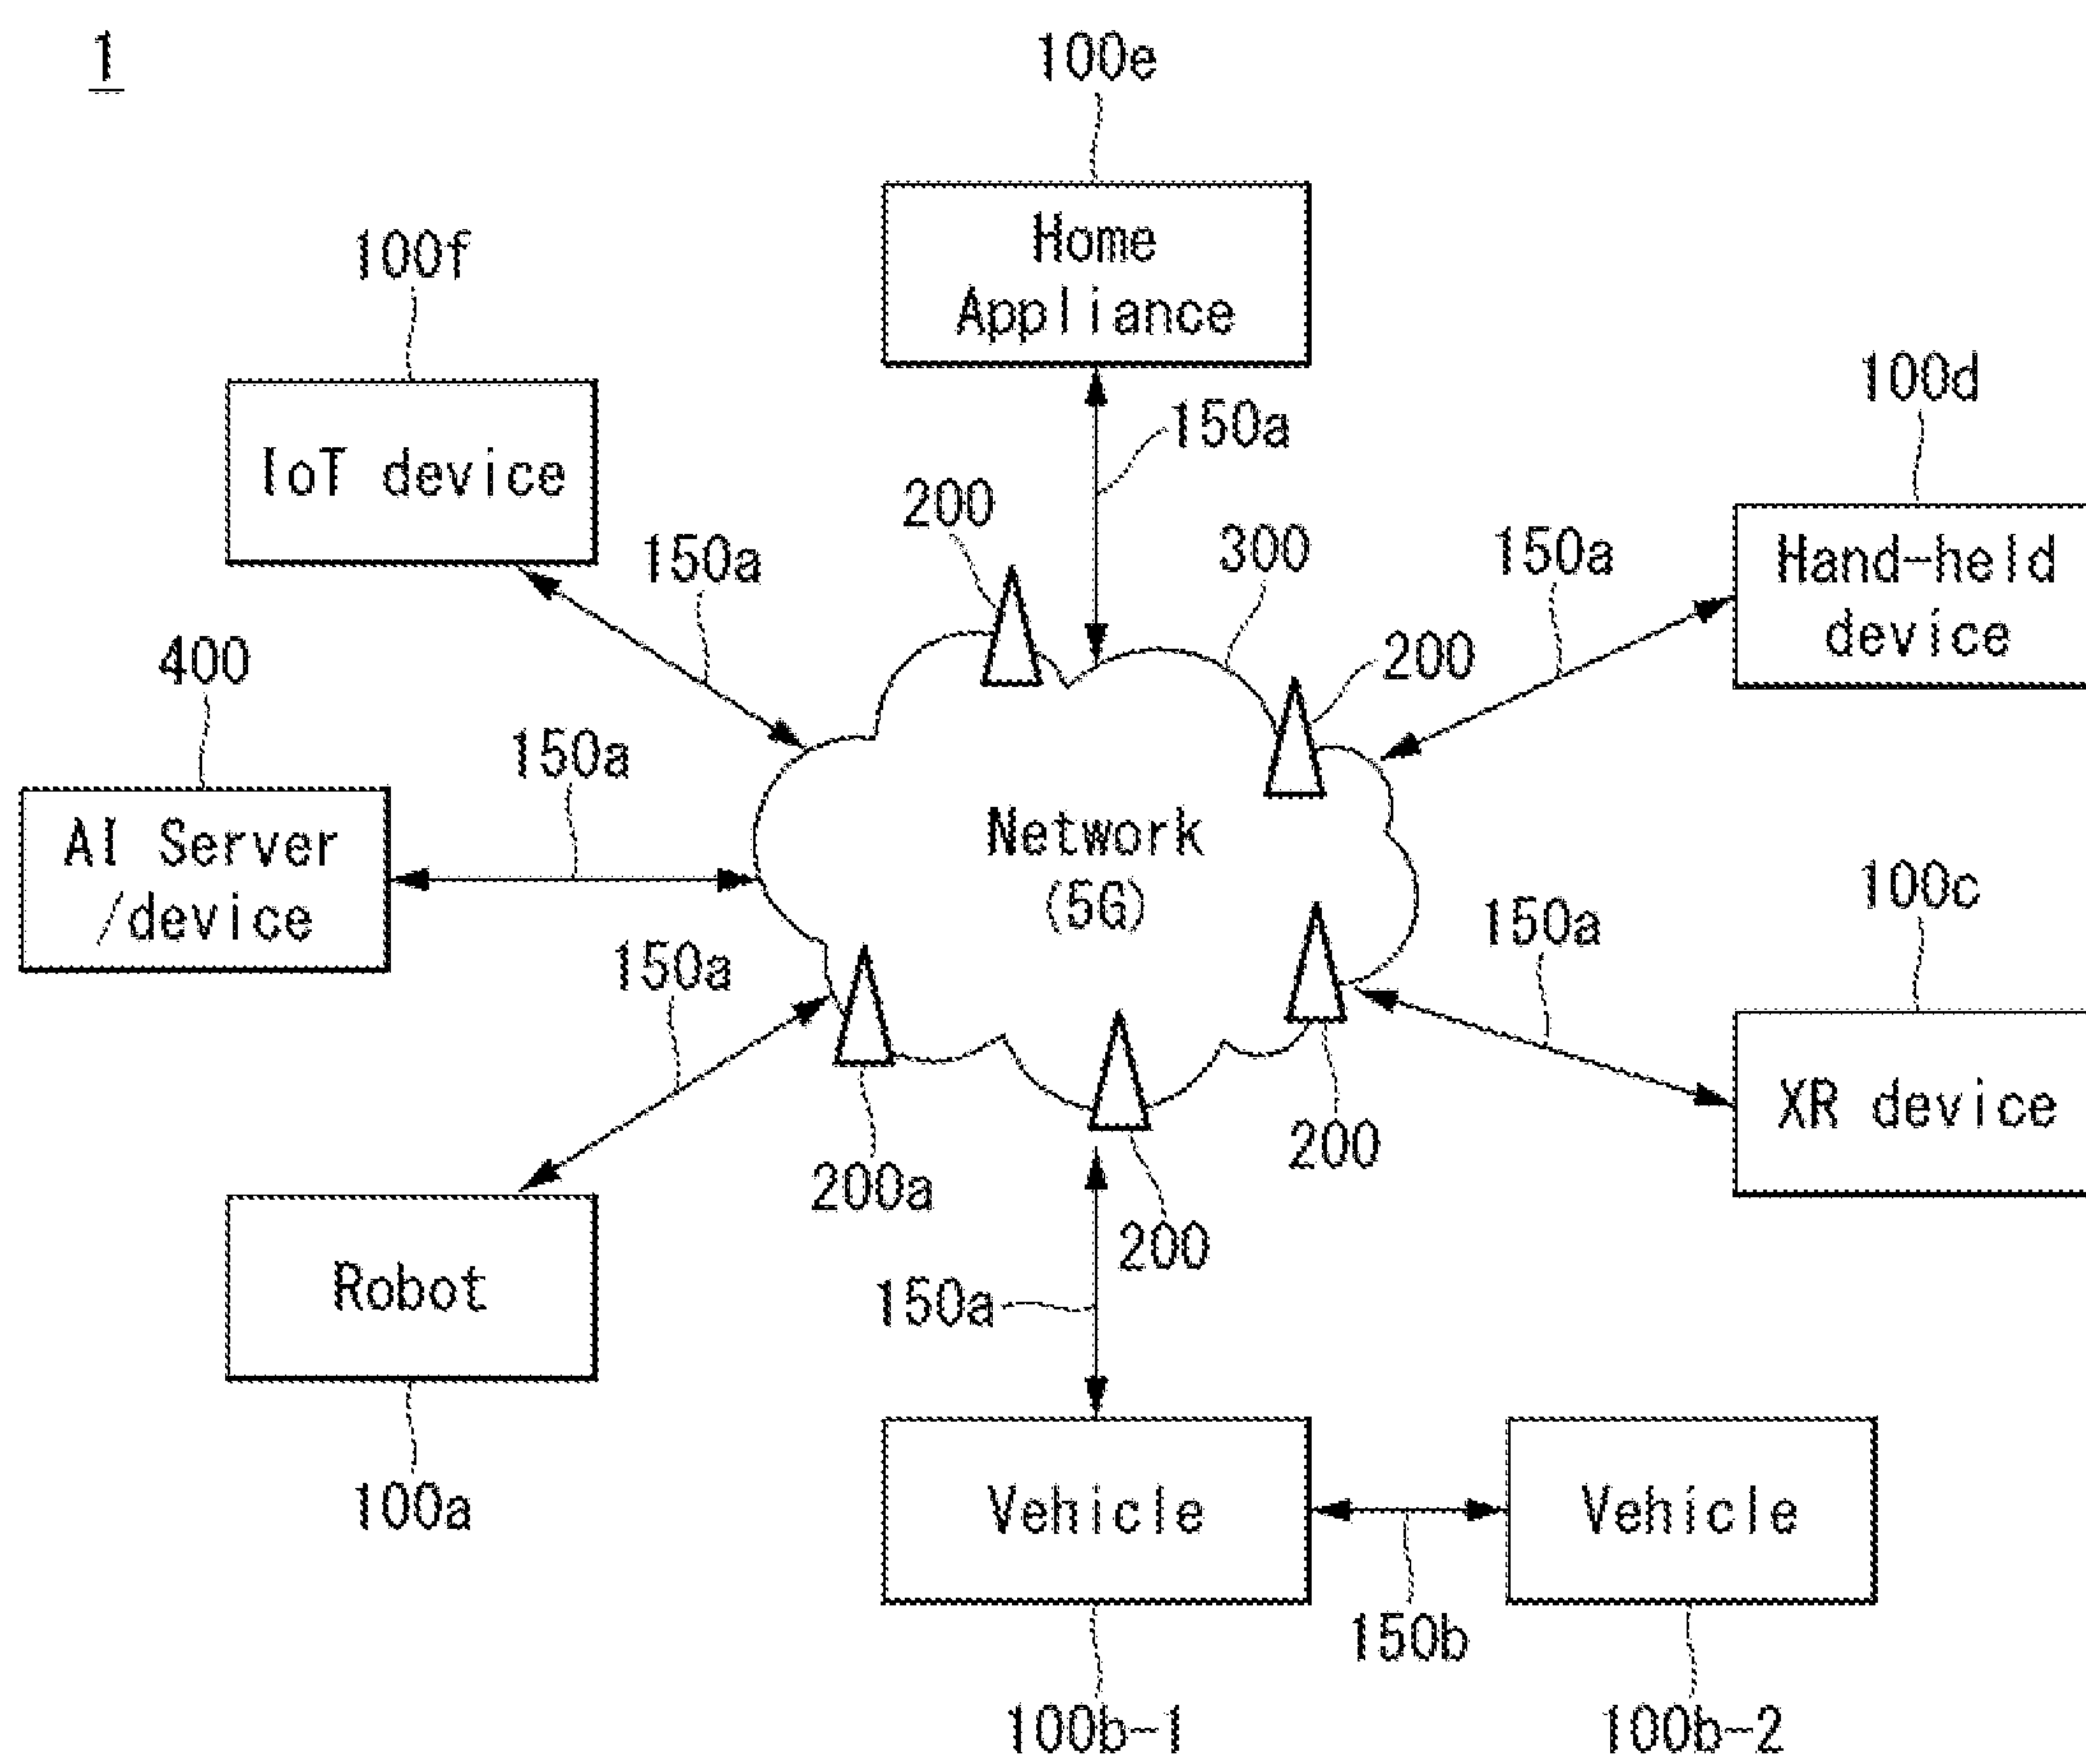 1
100e
Home
Appliance
100f
IoT device
150a
100d
Hand-held
device
200
300
150a
150a
200
400
AI Server
/device
150a
Network
(5G)
100c
XR device
150a
150a
200
200a
200
Robot
100a
150a
Vehicle
Vehicle
150b
100b-1
100b-2